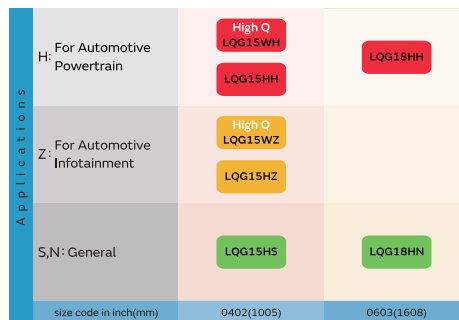 Applications
H: For Automotive
Powertrain
High Q
LQG15WH
LQG15HH
LQG18HH
Z: For Automotive
Infotainment
High Q
LQG15WZ
LQG15HZ
S,N: General
LQG15HS
LQG18HN
size code in inch(mm)
0402(1005)
0603(1608)